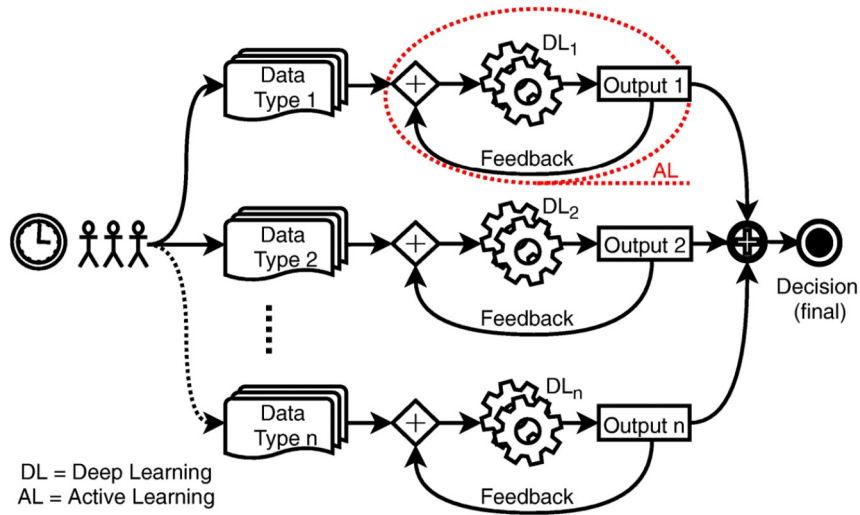 Data
Type 1
DL1
Output 1
Feedback
AL
Data
Type 2
DL2
Output 2
Feedback
Decision
(final)
Data
Type n
DLn
Output n
Feedback
DL = Deep Learning
AL = Active Learning